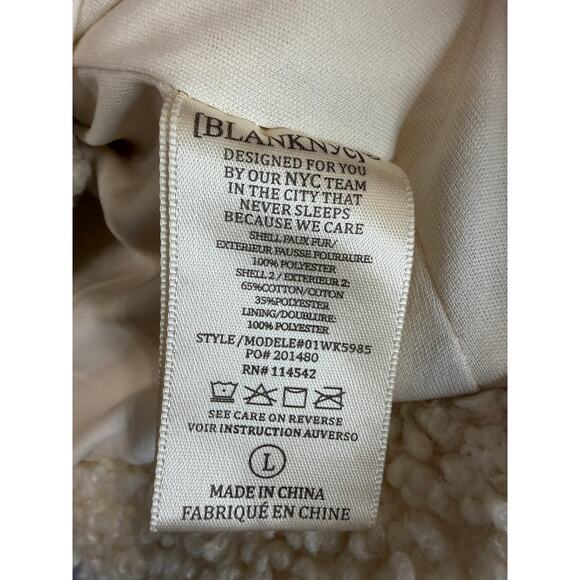 [BLANKNYC]
DESIGNED FOR YOU
BY OUR NYC TEAM
IN THE CITY THAT
NEVER SLEEPS
BECAUSE WE CARE
SHELL FAUX FUR/
EXTERIEUR FAUSSE FOURRURE:
100% POLYESTER
SHELL 2 / EXTERIEUR 2:
65%COTTON/COTON
35%POLYESTER
LINING/DOUBLURE:
100% POLYESTER
STYLE/MODELE#01WK5985
PO# 201480
RN# 114542
SEE CARE ON REVERSE
VOIR INSTRUCTION AUVERSO
L
MADE IN CHINA
FABRIQUÉ EN CHINE